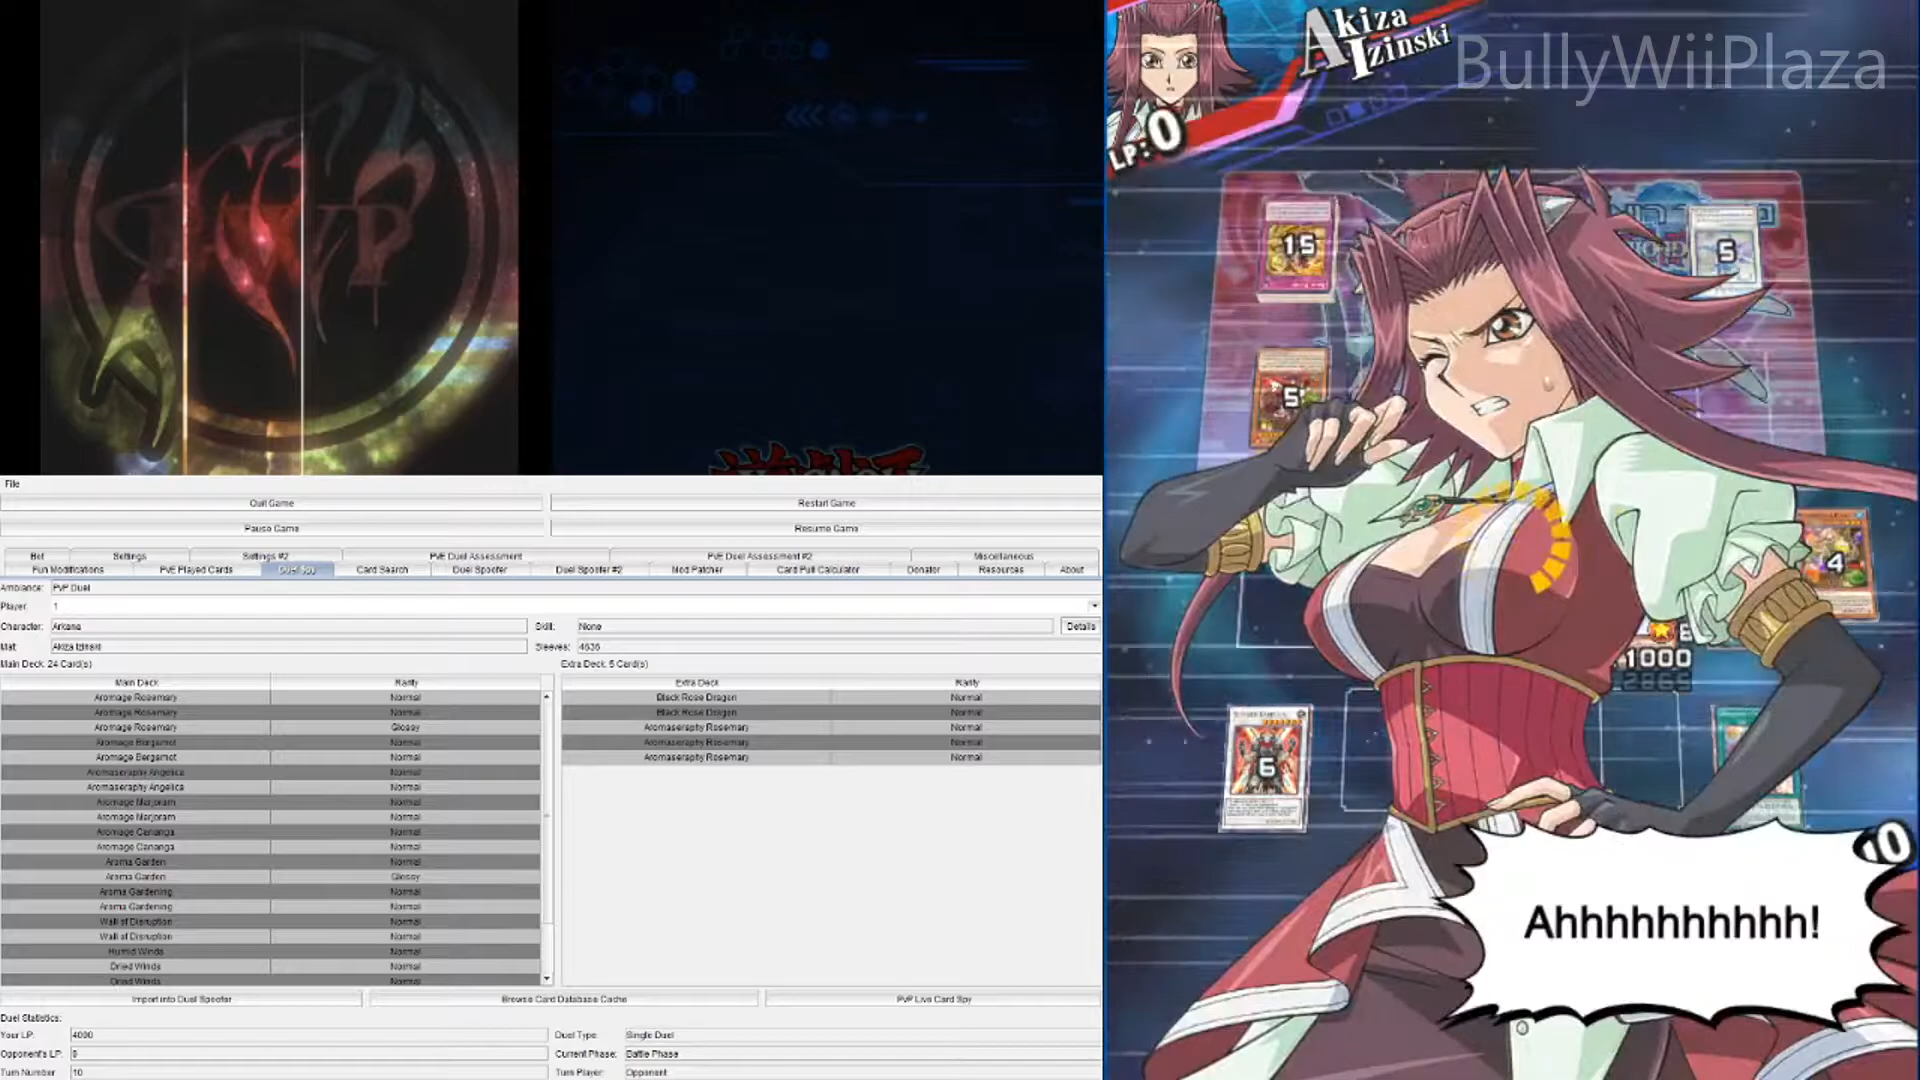 Akiza
Izinski
BullyWiiPlaza
LP:0
15
5
5
4
1000
2865
6
10
Ahhhhhhhhhhh!
File
Quit Game
Restart Game
Pause Game
Resume Game
Bot
Settings
Settings #2
PvE Duel Assessment
PvE Duel Assessment #2
Miscellaneous
Fun Modifications
PvE Played Cards
Duel Spy
Card Search
Duel Spoofer
Duel Spoofer #2
Mod Patcher
Card Pull Calculator
Donator
Resources
About
Ambiance: PvP Duel
Player: 1
Character: Arkana
Skill: None
Details
Mat: Akiza Izinski
Sleeves: 4636
Main Deck: 24 Card(s)
Extra Deck: 5 Card(s)
Main Deck Rarity
Extra Deck Rarity
Aromage Rosemary Normal
Black Rose Dragon Normal
Aromage Rosemary Normal
Black Rose Dragon Normal
Aromage Rosemary Glossy
Aromaseraphy Rosemary Normal
Aromage Bergamot Normal
Aromaseraphy Rosemary Normal
Aromage Bergamot Normal
Aromaseraphy Rosemary Normal
Aromaseraphy Angelica Normal
Aromaseraphy Angelica Normal
Aromage Marjoram Normal
Aromage Marjoram Normal
Aromage Cananga Normal
Aromage Cananga Normal
Aroma Garden Normal
Aroma Garden Glossy
Aroma Gardening Normal
Aroma Gardening Normal
Wall of Disruption Normal
Wall of Disruption Normal
Humid Winds Normal
Dried Winds Normal
Dried Winds Normal
Import into Duel Spoofer
Browse Card Database Cache
PvP Live Card Spy
Duel Statistics:
Your LP: 4000
Duel Type: Single Duel
Opponent's LP: 0
Current Phase: Battle Phase
Turn Number 10
Turn Player: Opponent